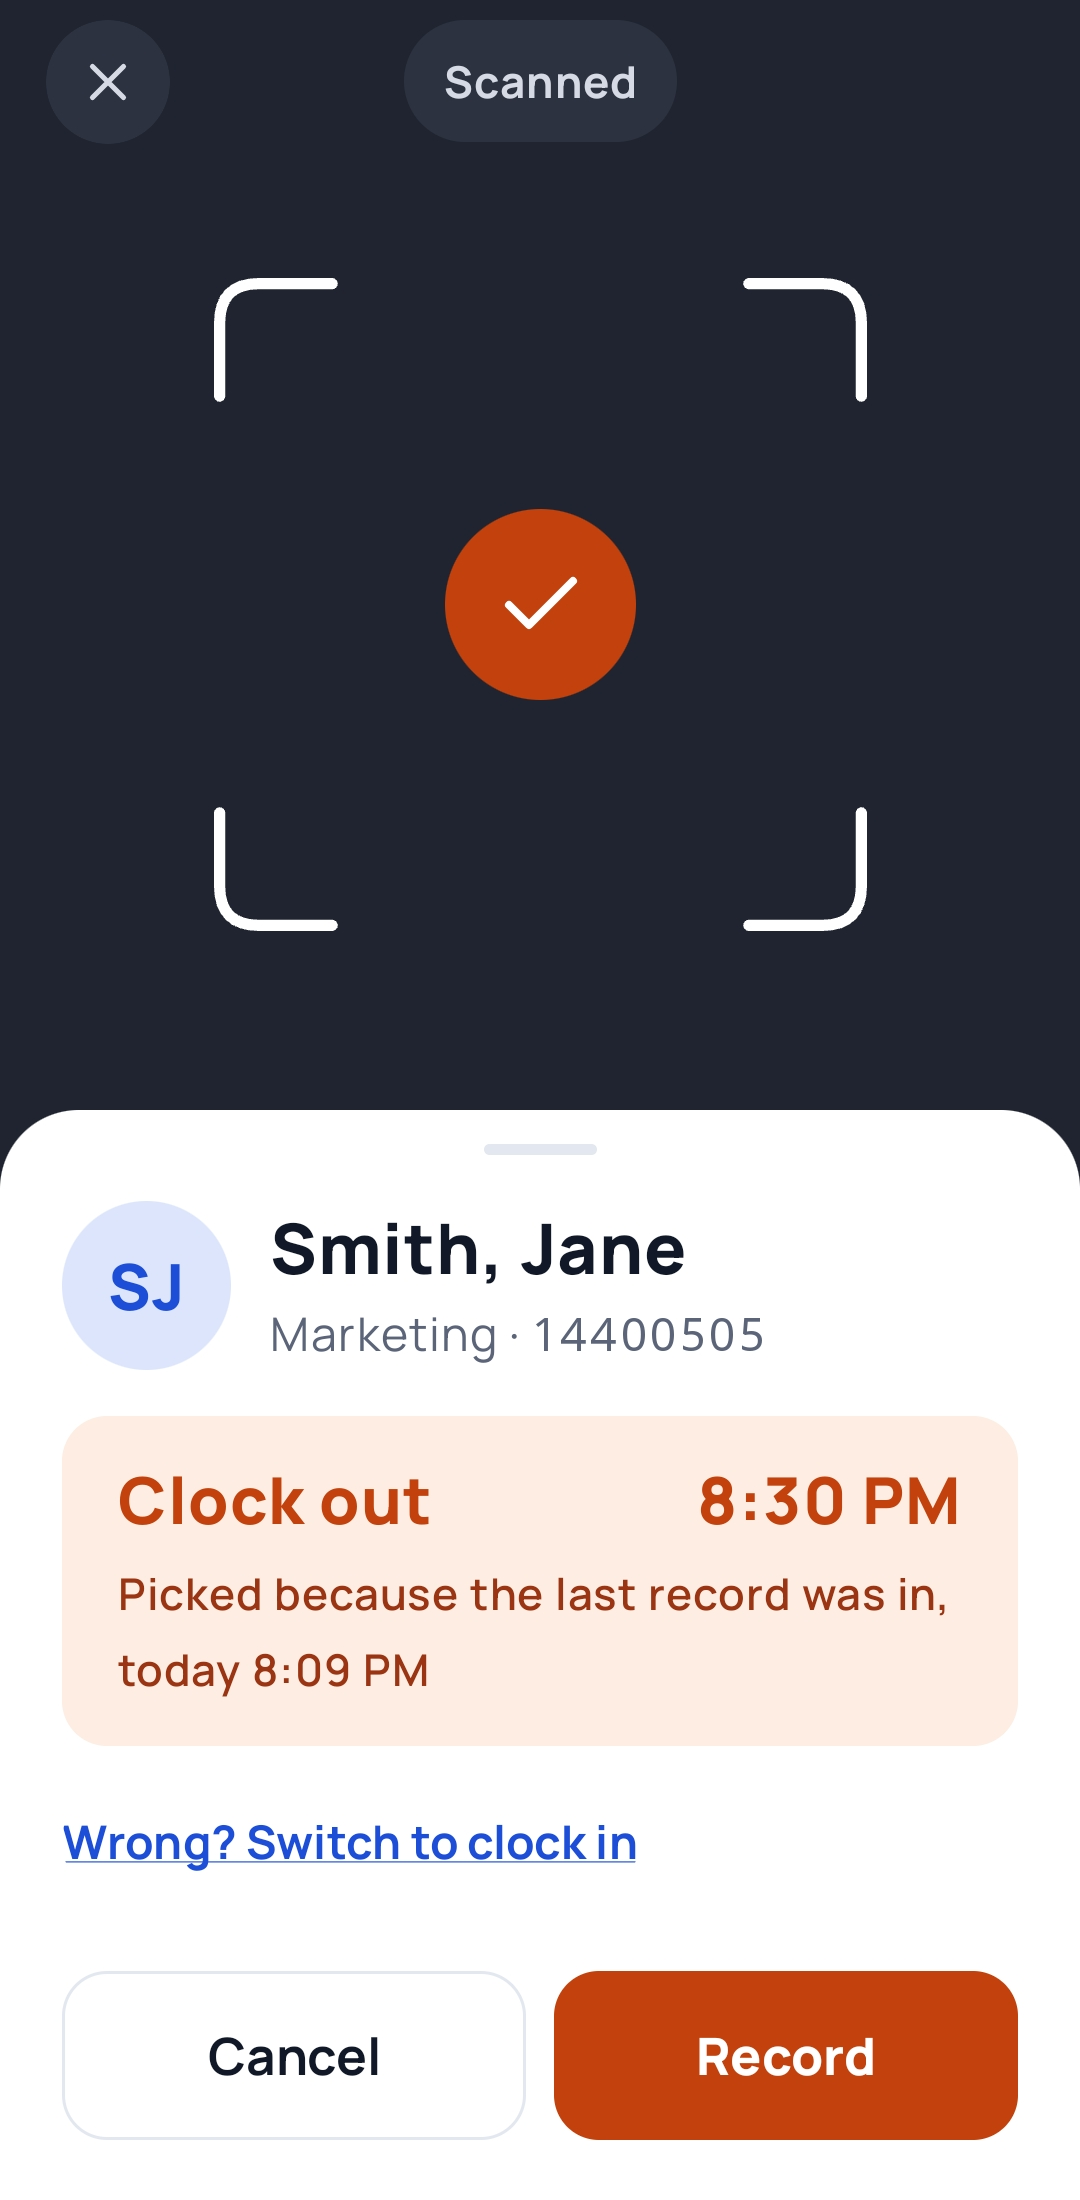 Scanned
SJ
Smith, Jane
Marketing · 14400505
Clock out
8:30 PM
Picked because the last record was in,
today 8:09 PM
Wrong? Switch to clock in
Cancel
Record